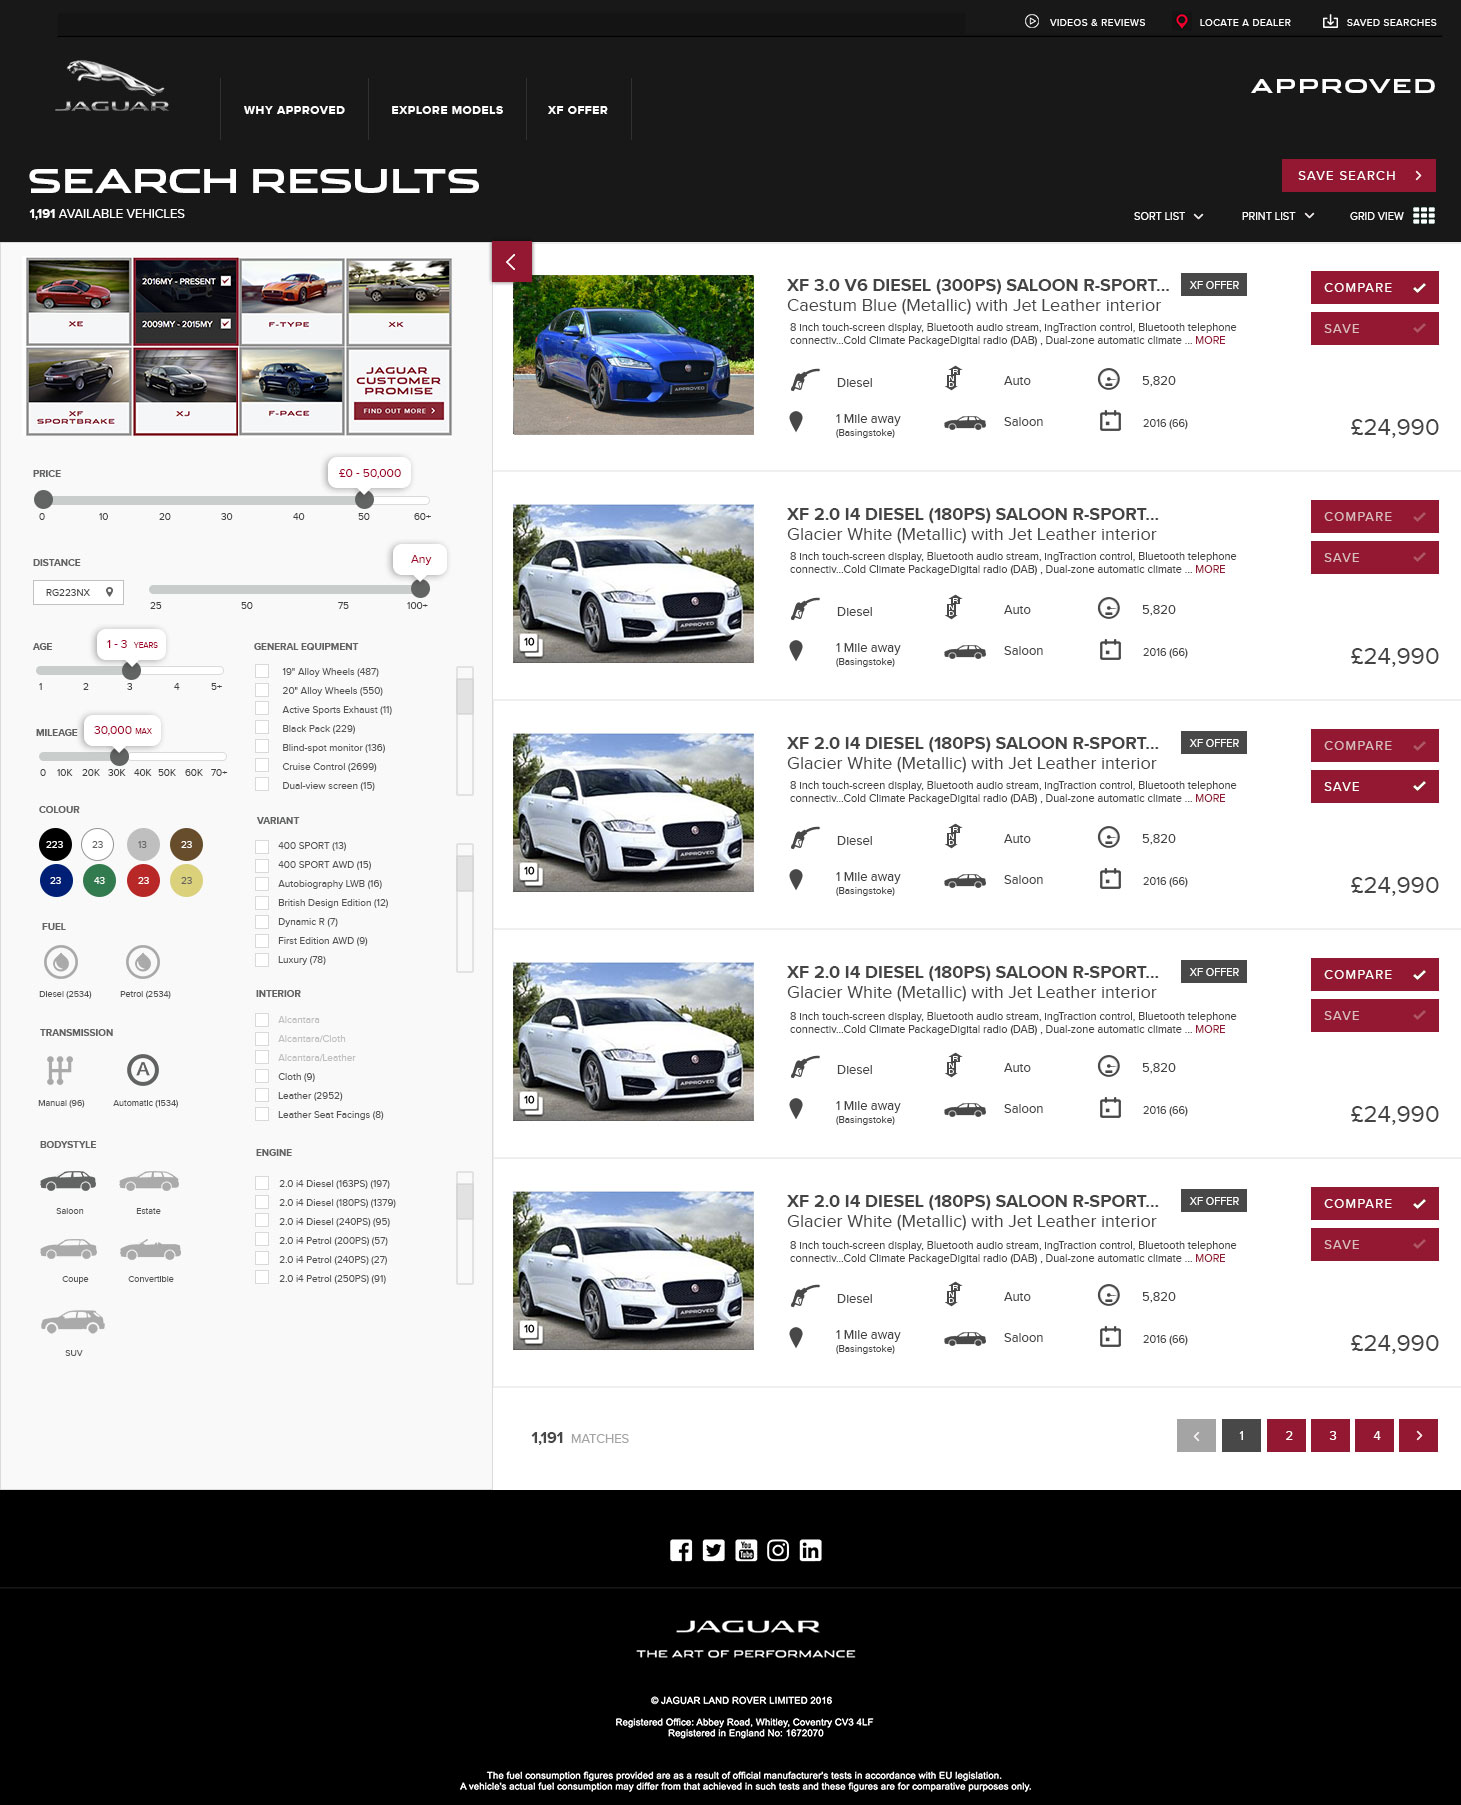 VIDEOS & REVIEWS
LOCATE A DEALER
SAVED SEARCHES
JAGUAR
WHY APPROVED
EXPLORE MODELS
XF OFFER
APPROVED
SEARCH RESULTS
1,191 AVAILABLE VEHICLES
SAVE SEARCH
SORT LIST
PRINT LIST
GRID VIEW
XE
2016MY - PRESENT
2009MY - 2015MY
F-TYPE
XK
XF SPORTBRAKE
XJ
F-PACE
JAGUAR
CUSTOMER
PROMISE
FIND OUT MORE
PRICE
£0 - 50,000
0 10 20 30 40 50 60+
DISTANCE
Any
RG223NX
25 50 75 100+
AGE
1 - 3 YEARS
1 2 3 4 5+
MILEAGE
30,000 MAX
0 10K 20K 30K 40K 50K 60K 70+
COLOUR
223 23 13 23
23 43 23 23
FUEL
Diesel (2534)
Petrol (2534)
TRANSMISSION
A
Manual (96)
Automatic (1534)
BODYSTYLE
Saloon
Estate
Coupe
Convertible
SUV
GENERAL EQUIPMENT
19" Alloy Wheels (487)
20" Alloy Wheels (550)
Active Sports Exhaust (11)
Black Pack (229)
Blind-spot monitor (136)
Cruise Control (2699)
Dual-view screen (15)
VARIANT
400 SPORT (13)
400 SPORT AWD (15)
Autobiography LWB (16)
British Design Edition (12)
Dynamic R (7)
First Edition AWD (9)
Luxury (78)
INTERIOR
Alcantara
Alcantara/Cloth
Alcantara/Leather
Cloth (9)
Leather (2952)
Leather Seat Facings (8)
ENGINE
2.0 i4 Diesel (163PS) (197)
2.0 i4 Diesel (180PS) (1379)
2.0 i4 Diesel (240PS) (95)
2.0 i4 Petrol (200PS) (57)
2.0 i4 Petrol (240PS) (27)
2.0 i4 Petrol (250PS) (91)
APPROVED
XF 3.0 V6 DIESEL (300PS) SALOON R-SPORT...
XF OFFER
Caestum Blue (Metallic) with Jet Leather interior
8 inch touch-screen display, Bluetooth audio stream, ingTraction control, Bluetooth telephone
connectiv...Cold Climate PackageDigital radio (DAB) , Dual-zone automatic climate ... MORE
Diesel
Auto
5,820
1 Mile away
(Basingstoke)
Saloon
2016 (66)
COMPARE
SAVE
£24,990
10
APPROVED
XF 2.0 I4 DIESEL (180PS) SALOON R-SPORT...
Glacier White (Metallic) with Jet Leather interior
8 inch touch-screen display, Bluetooth audio stream, ingTraction control, Bluetooth telephone
connectiv...Cold Climate PackageDigital radio (DAB) , Dual-zone automatic climate ... MORE
Diesel
Auto
5,820
1 Mile away
(Basingstoke)
Saloon
2016 (66)
COMPARE
SAVE
£24,990
10
APPROVED
XF 2.0 I4 DIESEL (180PS) SALOON R-SPORT...
XF OFFER
Glacier White (Metallic) with Jet Leather interior
8 inch touch-screen display, Bluetooth audio stream, ingTraction control, Bluetooth telephone
connectiv...Cold Climate PackageDigital radio (DAB) , Dual-zone automatic climate ... MORE
Diesel
Auto
5,820
1 Mile away
(Basingstoke)
Saloon
2016 (66)
COMPARE
SAVE
£24,990
10
APPROVED
XF 2.0 I4 DIESEL (180PS) SALOON R-SPORT...
XF OFFER
Glacier White (Metallic) with Jet Leather interior
8 inch touch-screen display, Bluetooth audio stream, ingTraction control, Bluetooth telephone
connectiv...Cold Climate PackageDigital radio (DAB) , Dual-zone automatic climate ... MORE
Diesel
Auto
5,820
1 Mile away
(Basingstoke)
Saloon
2016 (66)
COMPARE
SAVE
£24,990
10
APPROVED
XF 2.0 I4 DIESEL (180PS) SALOON R-SPORT...
XF OFFER
Glacier White (Metallic) with Jet Leather interior
8 inch touch-screen display, Bluetooth audio stream, ingTraction control, Bluetooth telephone
connectiv...Cold Climate PackageDigital radio (DAB) , Dual-zone automatic climate ... MORE
Diesel
Auto
5,820
1 Mile away
(Basingstoke)
Saloon
2016 (66)
COMPARE
SAVE
£24,990
1,191 MATCHES
1 2 3 4
You Tube
in
JAGUAR
THE ART OF PERFORMANCE
© JAGUAR LAND ROVER LIMITED 2016
Registered Office: Abbey Road, Whitley, Coventry CV3 4LF
Registered in England No: 1672070
The fuel consumption figures provided are as a result of official manufacturer's tests in accordance with EU legislation.
A vehicle's actual fuel consumption may differ from that achieved in such tests and these figures are for comparative purposes only.